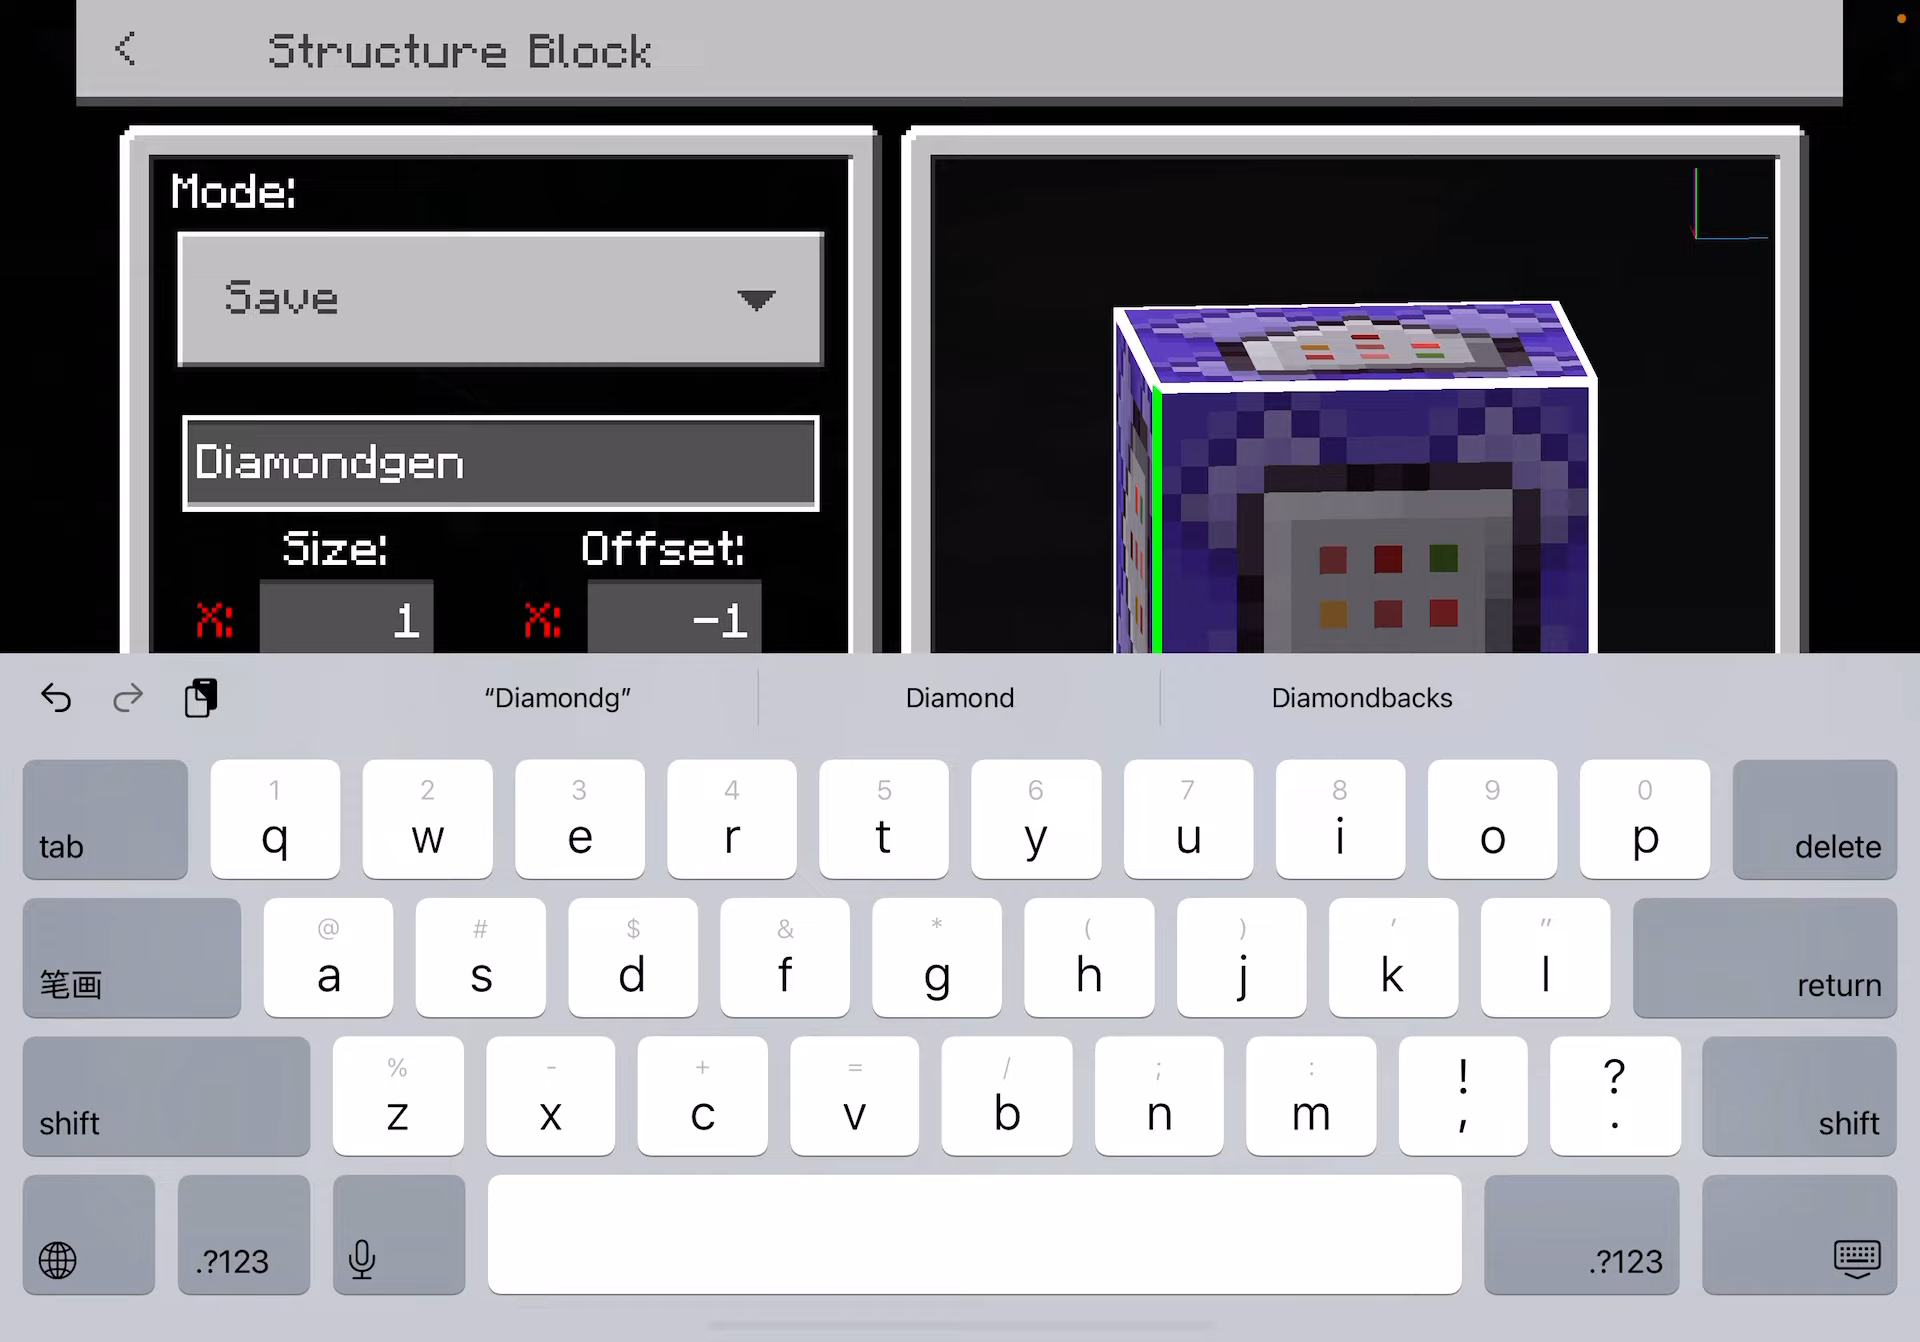 Structure Block
Mode:
Save
Diamondgen
Size: Offset:
X: 1 X: -1
“Diamondg” Diamond Diamondbacks
1 2 3 4 5 6 7 8 9 0
tab q w e r t y u i o p delete
@ # $ & * ( ) ' "
笔画 a s d f g h j k l return
% - + = / ; : ! ?
shift z x c v b n m , . shift
.?123 .?123